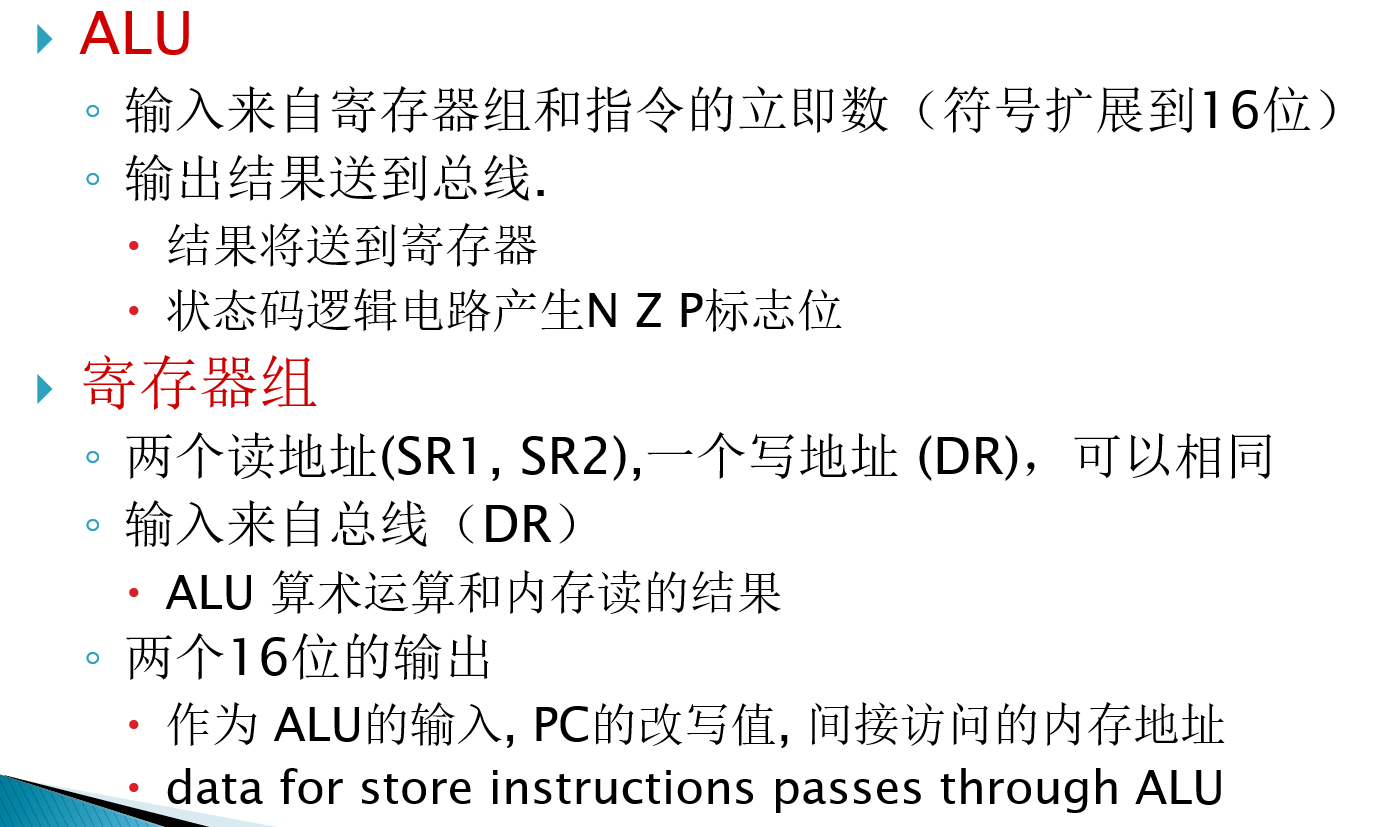 ALU
输入来自寄存器组和指令的立即数（符号扩展到16位）
输出结果送到总线.
结果将送到寄存器
状态码逻辑电路产生N Z P标志位
寄存器组
两个读地址(SR1, SR2),一个写地址 (DR)，可以相同
输入来自总线（DR）
ALU 算术运算和内存读的结果
两个16位的输出
作为 ALU的输入, PC的改写值, 间接访问的内存地址
data for store instructions passes through ALU